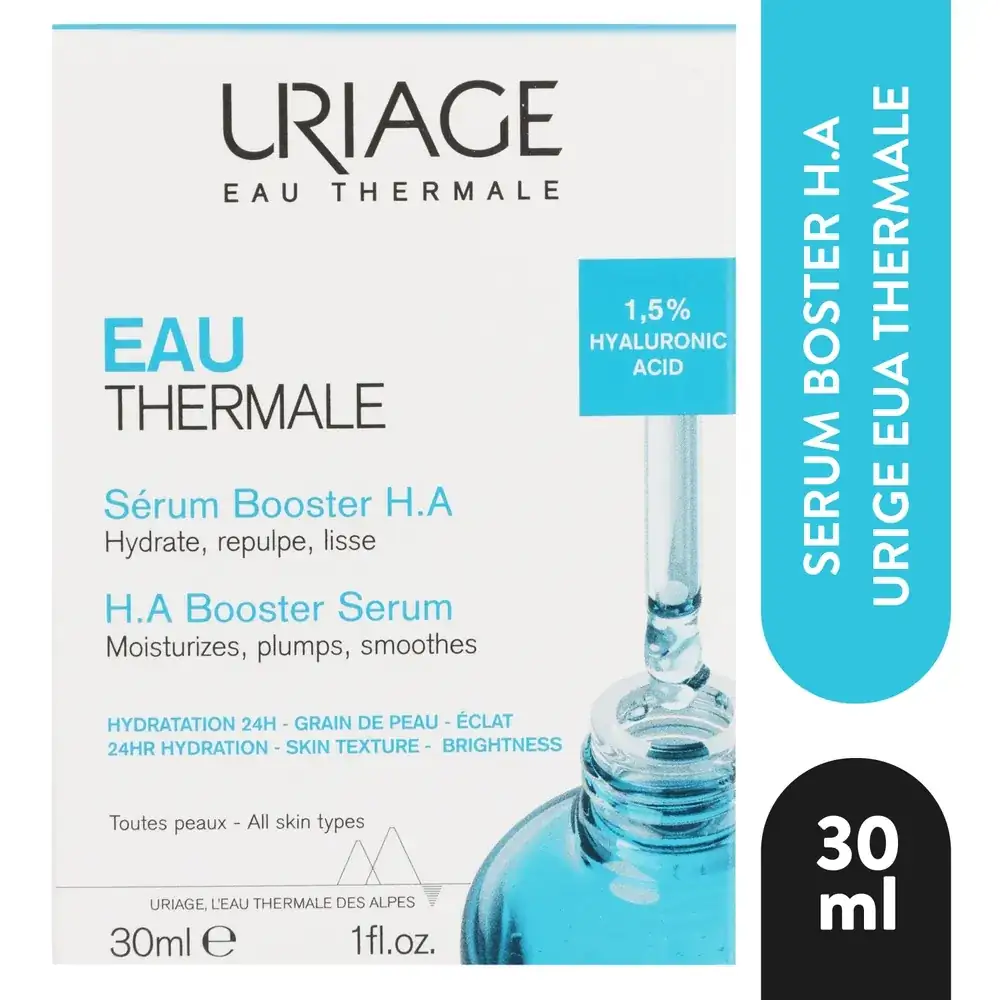 URIAGE
EAU THERMALE
1,5%
HYALURONIC
ACID
EAU
THERMALE
Sérum Booster H.A
Hydrate, repulpe, lisse
H.A Booster Serum
Moisturizes, plumps, smoothes
HYDRATATION 24H - GRAIN DE PEAU - ÉCLAT
24HR HYDRATION - SKIN TEXTURE - BRIGHTNESS
Toutes peaux - All skin types
URIAGE, L'EAU THERMALE DES ALPES
30ml ℮ 1fl.oz.
SERUM BOSTER H.A
URIGE EUA THERMALE
30
ml